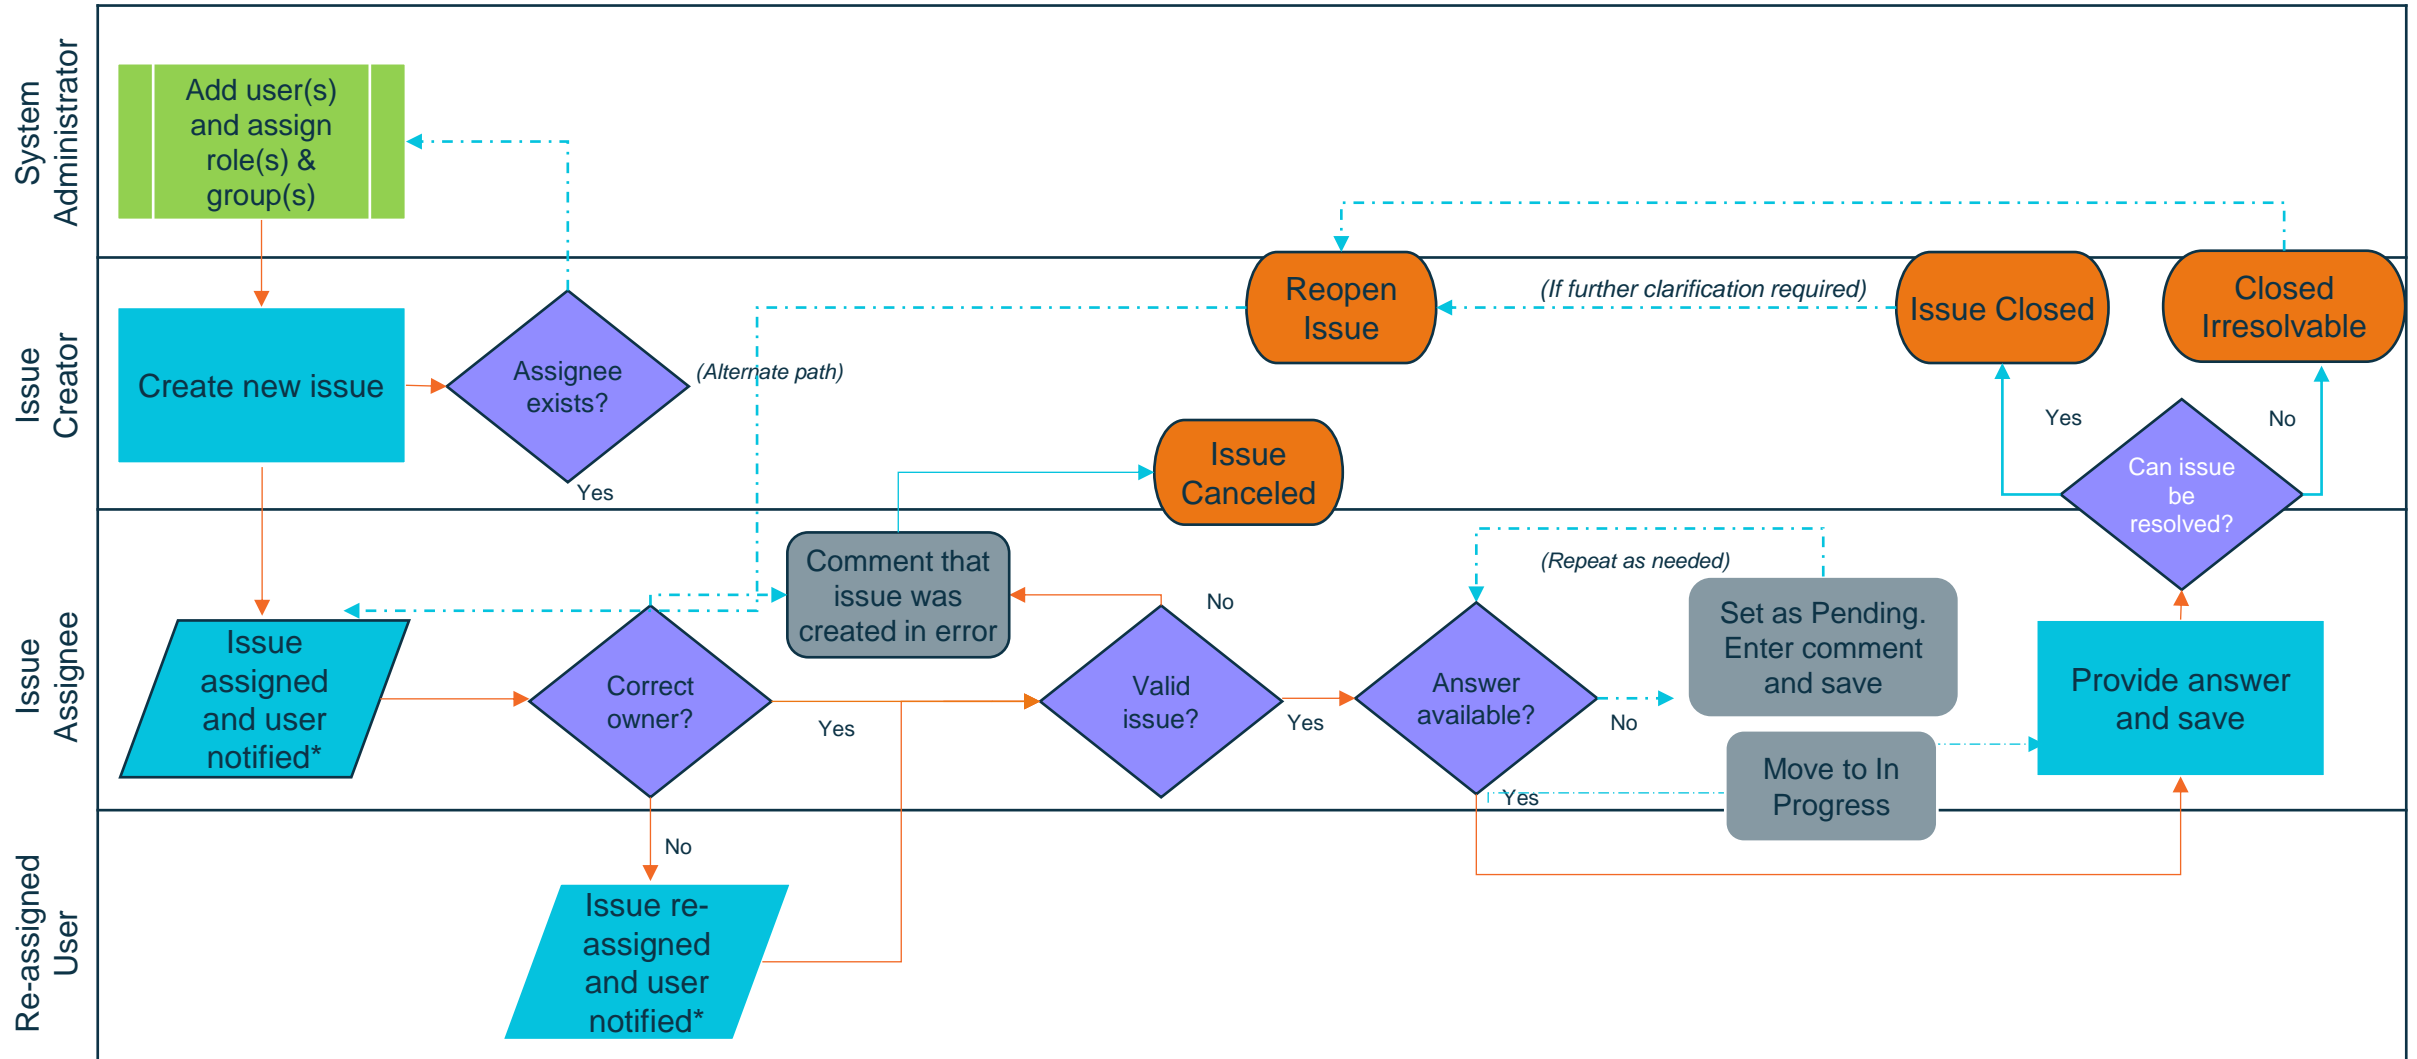 System
Administrator
Add user(s)
and assign
role(s) &
group(s)
Issue
Creator
Create new issue
Assignee
exists?
(Alternate path)
Yes
Reopen
Issue
(If further clarification required)
Issue Closed
Closed
Irresolvable
Issue
Canceled
Yes
No
Can issue
be
resolved?
Issue
Assignee
Issue
assigned
and user
notified*
Correct
owner?
Yes
No
Comment that
issue was
created in error
No
Valid
issue?
Yes
Answer
available?
No
Yes
(Repeat as needed)
Set as Pending.
Enter comment
and save
Move to In
Progress
Provide answer
and save
Re-assigned
User
Issue re-
assigned
and user
notified*